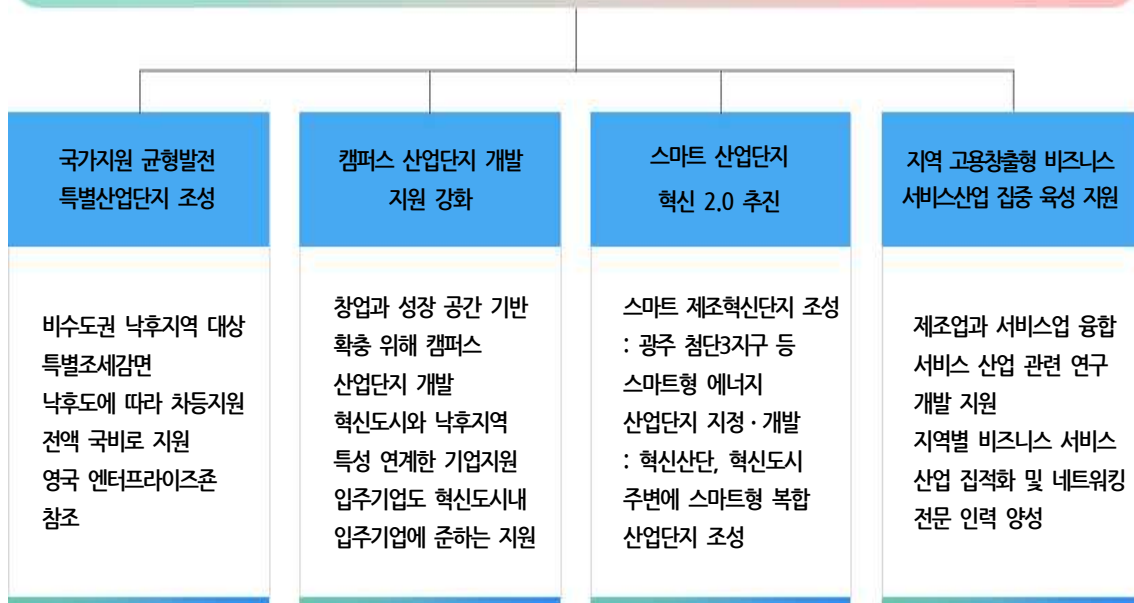 국가지원 균형발전
특별산업단지 조성
비수도권 낙후지역 대상
특별조세감면
낙후도에 따라 차등지원
전액 국비로 지원
영국 엔터프라이즈존
참조
캠퍼스 산업단지 개발
지원 강화
창업과 성장 공간 기반
확충 위해 캠퍼스
산업단지 개발
혁신도시와 낙후지역
특성 연계한 기업지원
입주기업도 혁신도시내
입주기업에 준하는 지원
스마트 산업단지
혁신 2.0 추진
스마트 제조혁신단지 조성
: 광주 첨단3지구 등
스마트형 에너지
산업단지 지정·개발
: 혁신산단, 혁신도시
주변에 스마트형 복합
산업단지 조성
지역 고용창출형 비즈니스
서비스산업 집중 육성 지원
제조업과 서비스업 융합
서비스 산업 관련 연구
개발 지원
지역별 비즈니스 서비스
산업 집적화 및 네트워킹
전문 인력 양성